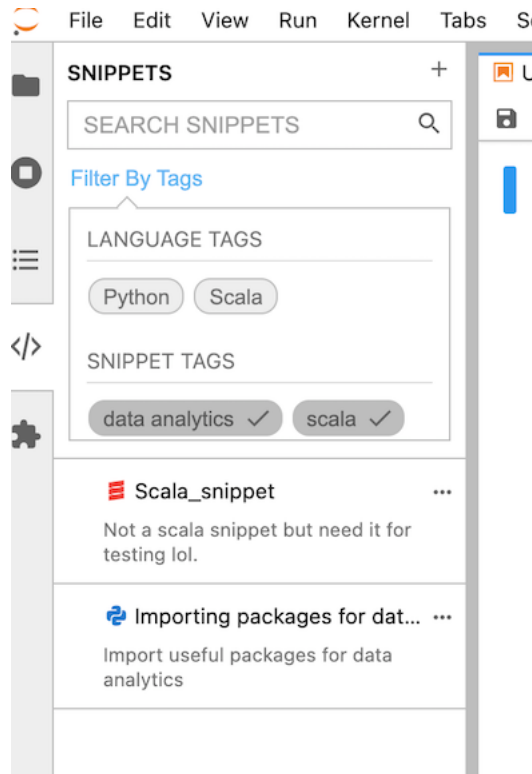 File Edit View Run Kernel Tabs
SNIPPETS +
SEARCH SNIPPETS
Filter By Tags
LANGUAGE TAGS
Python Scala
SNIPPET TAGS
data analytics ✓ scala ✓
Scala_snippet ...
Not a scala snippet but need it for
testing lol.
Importing packages for dat... ...
Import useful packages for data
analytics